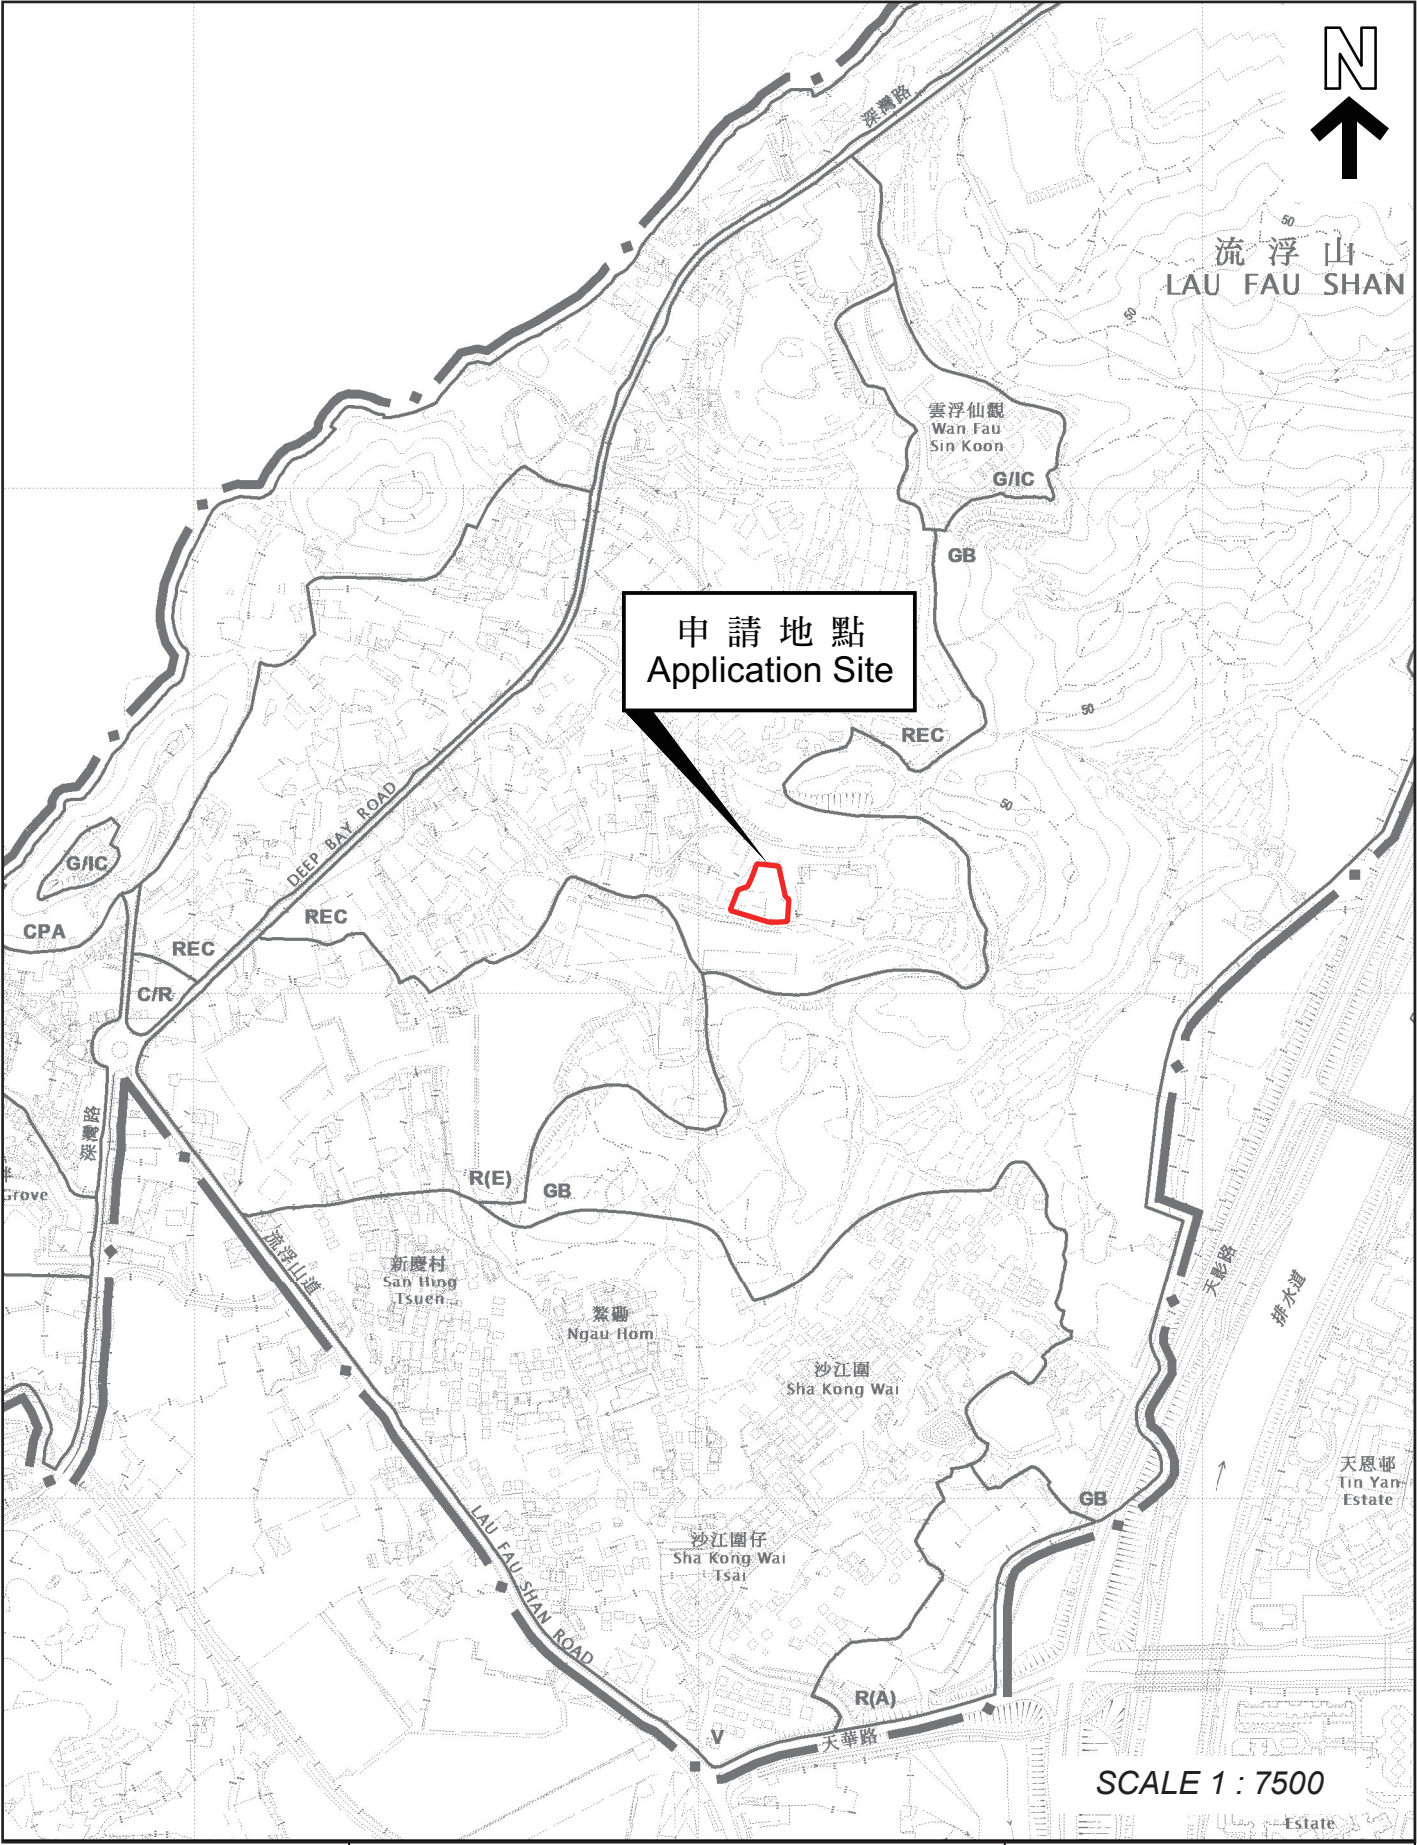 N
深灣路
50
流浮山
LAU FAU SHAN
50
雲浮仙觀
Wan Fau
Sin Koon
G/IC
GB
申請地點
Application Site
50
REC
50
DEEP BAY ROAD
G/IC
REC
CPA
REC
C/R
深灣路
Grove
R(E)
GB
流浮山道
新慶村
San Hing
Tsuen
鰲磡
Ngau Hom
天影路
排水道
沙江圍
Sha Kong Wai
天恩邨
Tin Yan
Estate
GB
LAU FAU SHAN ROAD
沙江圍仔
Sha Kong Wai
Tsai
R(A)
V
天華路
SCALE 1 : 7500
Estate